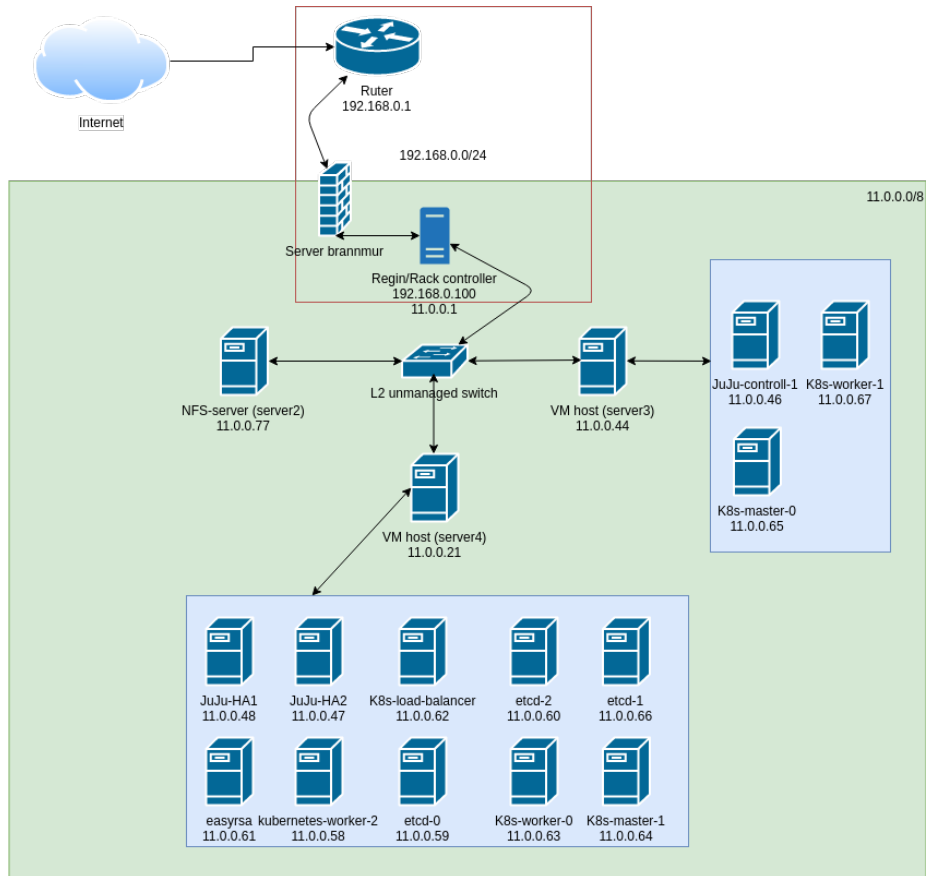 Internet
Ruter
192.168.0.1
192.168.0.0/24
11.0.0.0/8
Server brannmur
Regin/Rack controller
192.168.0.100
11.0.0.1
L2 unmanaged switch
NFS-server (server2)
11.0.0.77
VM host (server3)
11.0.0.44
JuJu-controll-1
11.0.0.46
K8s-worker-1
11.0.0.67
K8s-master-0
11.0.0.65
VM host (server4)
11.0.0.21
JuJu-HA1
11.0.0.48
JuJu-HA2
11.0.0.47
K8s-load-balancer
11.0.0.62
etcd-2
11.0.0.60
etcd-1
11.0.0.66
easyrsa
11.0.0.61
kubernetes-worker-2
11.0.0.58
etcd-0
11.0.0.59
K8s-worker-0
11.0.0.63
K8s-master-1
11.0.0.64